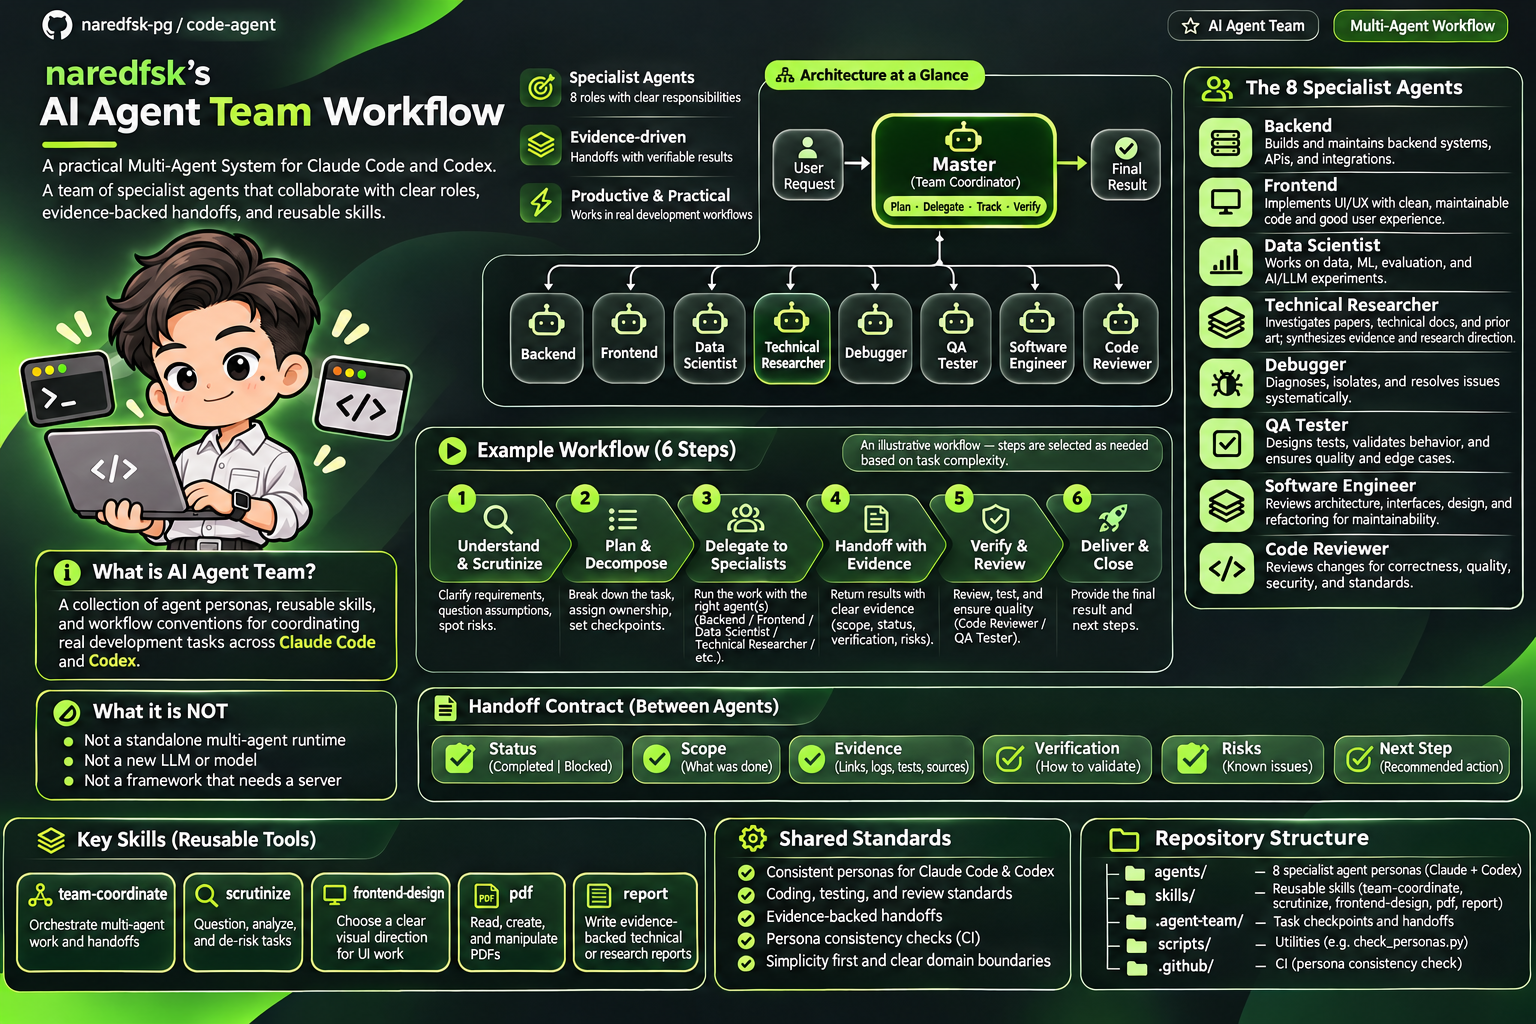 naredfsk-pg / code-agent
AI Agent Team
Multi-Agent Workflow
naredfsk's
AI Agent Team Workflow
A practical Multi-Agent System for Claude Code and Codex.
A team of specialist agents that collaborate with clear roles,
evidence-backed handoffs, and reusable skills.
Specialist Agents
8 roles with clear responsibilities
Evidence-driven
Handoffs with verifiable results
Productive & Practical
Works in real development workflows
Architecture at a Glance
User
Request
Master
(Team Coordinator)
Plan · Delegate · Track · Verify
Final
Result
Backend
Frontend
Data
Scientist
Technical
Researcher
Debugger
QA
Tester
Software
Engineer
Code
Reviewer
The 8 Specialist Agents
Backend
Builds and maintains backend systems,
APIs, and integrations.
Frontend
Implements UI/UX with clean, maintainable
code and good user experience.
Data Scientist
Works on data, ML, evaluation, and
AI/LLM experiments.
Technical Researcher
Investigates papers, technical docs, and prior
art; synthesizes evidence and research direction.
Debugger
Diagnoses, isolates, and resolves issues
systematically.
QA Tester
Designs tests, validates behavior, and
ensures quality and edge cases.
Software Engineer
Reviews architecture, interfaces, design, and
refactoring for maintainability.
Code Reviewer
Reviews changes for correctness, quality,
security, and standards.
>_
</>
</>
</>
Example Workflow (6 Steps)
An illustrative workflow — steps are selected as needed
based on task complexity.
1
Understand
& Scrutinize
Clarify requirements,
question assumptions,
spot risks.
2
Plan &
Decompose
Break down the task,
assign ownership,
set checkpoints.
3
Delegate to
Specialists
Run the work with the
right agent(s)
(Backend / Frontend /
Data Scientist /
Technical Researcher /
etc.).
4
Handoff with
Evidence
Return results with
clear evidence
(scope, status,
verification, risks).
5
Verify &
Review
Review, test, and
ensure quality
(Code Reviewer /
QA Tester).
6
Deliver &
Close
Provide the final
result and
next steps.
What is AI Agent Team?
A collection of agent personas, reusable skills,
and workflow conventions for coordinating
real development tasks across Claude Code
and Codex.
What it is NOT
Not a standalone multi-agent runtime
Not a new LLM or model
Not a framework that needs a server
Handoff Contract (Between Agents)
Status
(Completed | Blocked)
Scope
(What was done)
Evidence
(Links, logs, tests, sources)
Verification
(How to validate)
Risks
(Known issues)
Next Step
(Recommended action)
Key Skills (Reusable Tools)
team-coordinate
Orchestrate multi-agent
work and handoffs
scrutinize
Question, analyze,
and de-risk tasks
frontend-design
Choose a clear
visual direction
for UI work
PDF
pdf
Read, create,
and manipulate
PDFs
report
Write evidence-
backed technical
or research reports
Shared Standards
Consistent personas for Claude Code & Codex
Coding, testing, and review standards
Evidence-backed handoffs
Persona consistency checks (CI)
Simplicity first and clear domain boundaries
Repository Structure
agents/ — 8 specialist agent personas (Claude + Codex)
skills/ — Reusable skills (team-coordinate,
scrutinize, frontend-design, pdf, report)
.agent-team/ — Task checkpoints and handoffs
scripts/ — Utilities (e.g. check_personas.py)
.github/ — CI (persona consistency check)